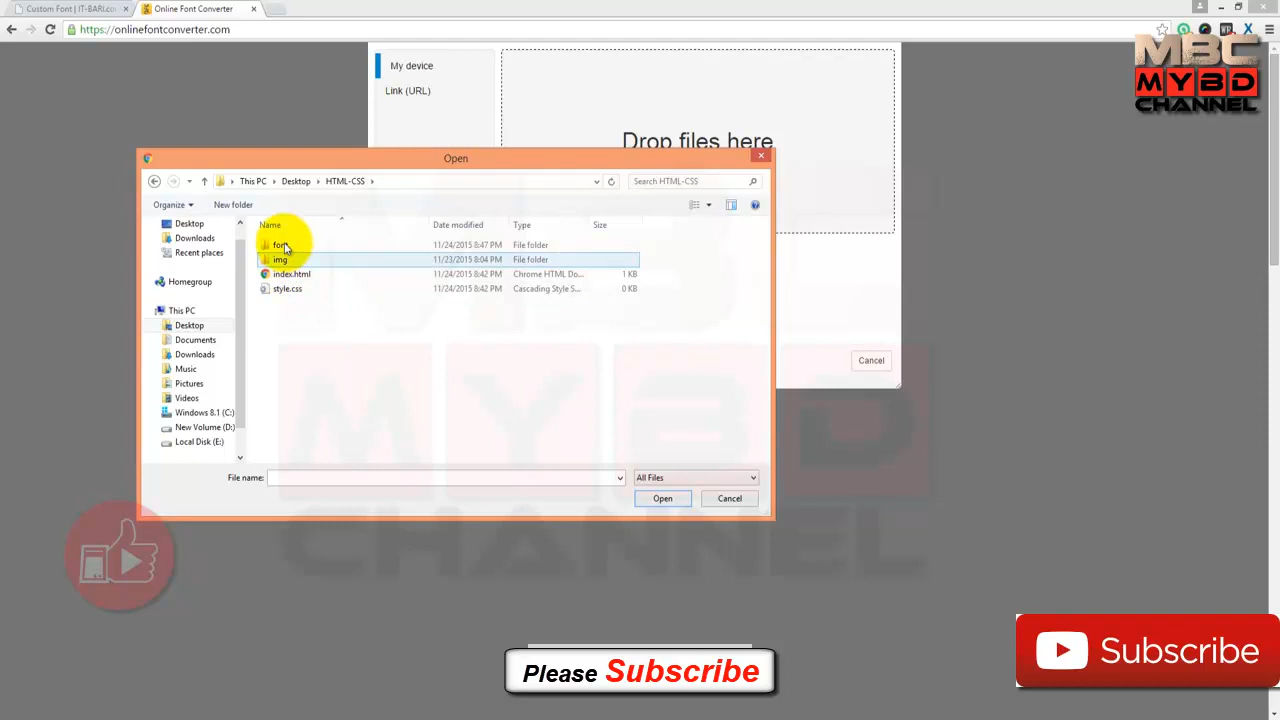 Custom Font | IT-BARI.co
Online Font Converter
https://onlinefontconverter.com
MBC
MYBD
CHANNEL
My device
Link (URL)
Drop files here
Open
This PC
Desktop
HTML-CSS
Search HTML-CSS
Organize
New folder
Name
Date modified
Type
Size
Desktop
Downloads
Recent places
Homegroup
This PC
Desktop
Documents
Downloads
Music
Pictures
Videos
Windows 8.1 (C:)
New Volume (D:)
Local Disk (E:)
11/24/2015 8:47 PM
File folder
img
11/23/2015 8:04 PM
File folder
index.html
11/24/2015 8:42 PM
Chrome HTML Do...
1 KB
style.css
11/24/2015 8:42 PM
Cascading Style S...
0 KB
File name:
All Files
Open
Cancel
Cancel
MYBD
CHANNEL
Subscribe
Please Subscribe